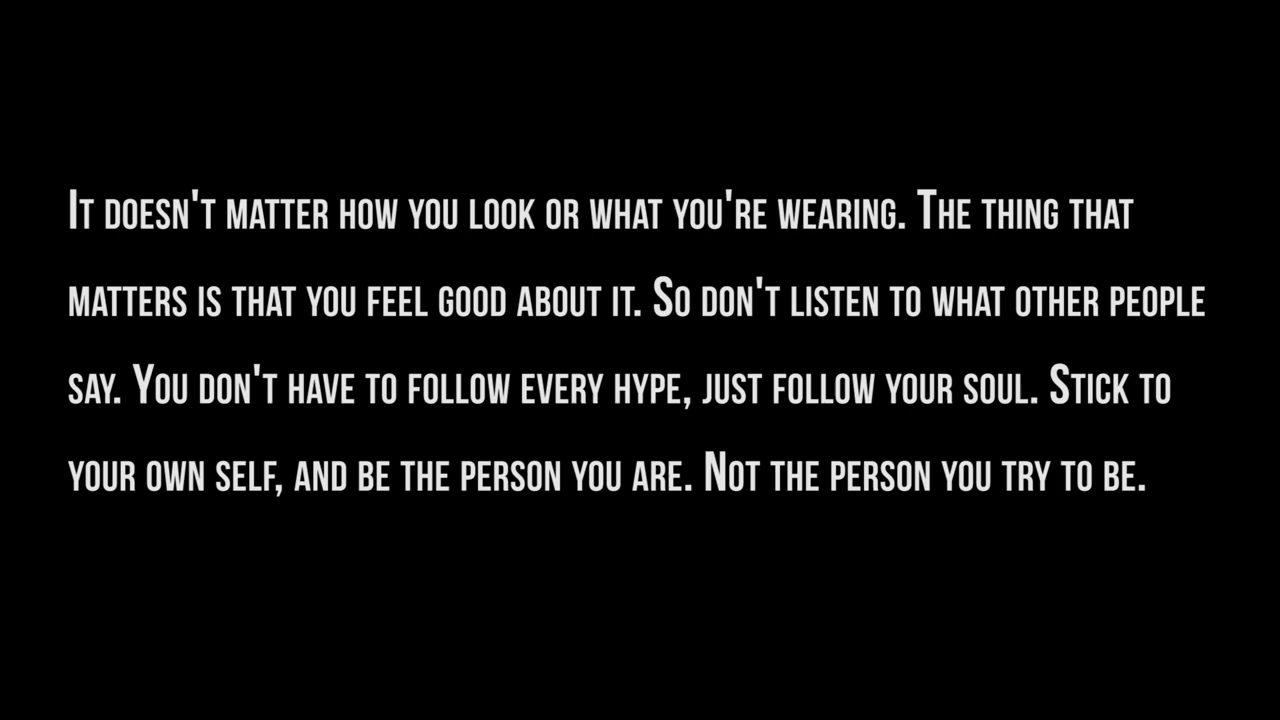 It doesn't matter how you look or what you're wearing. The thing that
matters is that you feel good about it. So don't listen to what other people
say. You don't have to follow every hype, just follow your soul. Stick to
your own self, and be the person you are. Not the person you try to be.